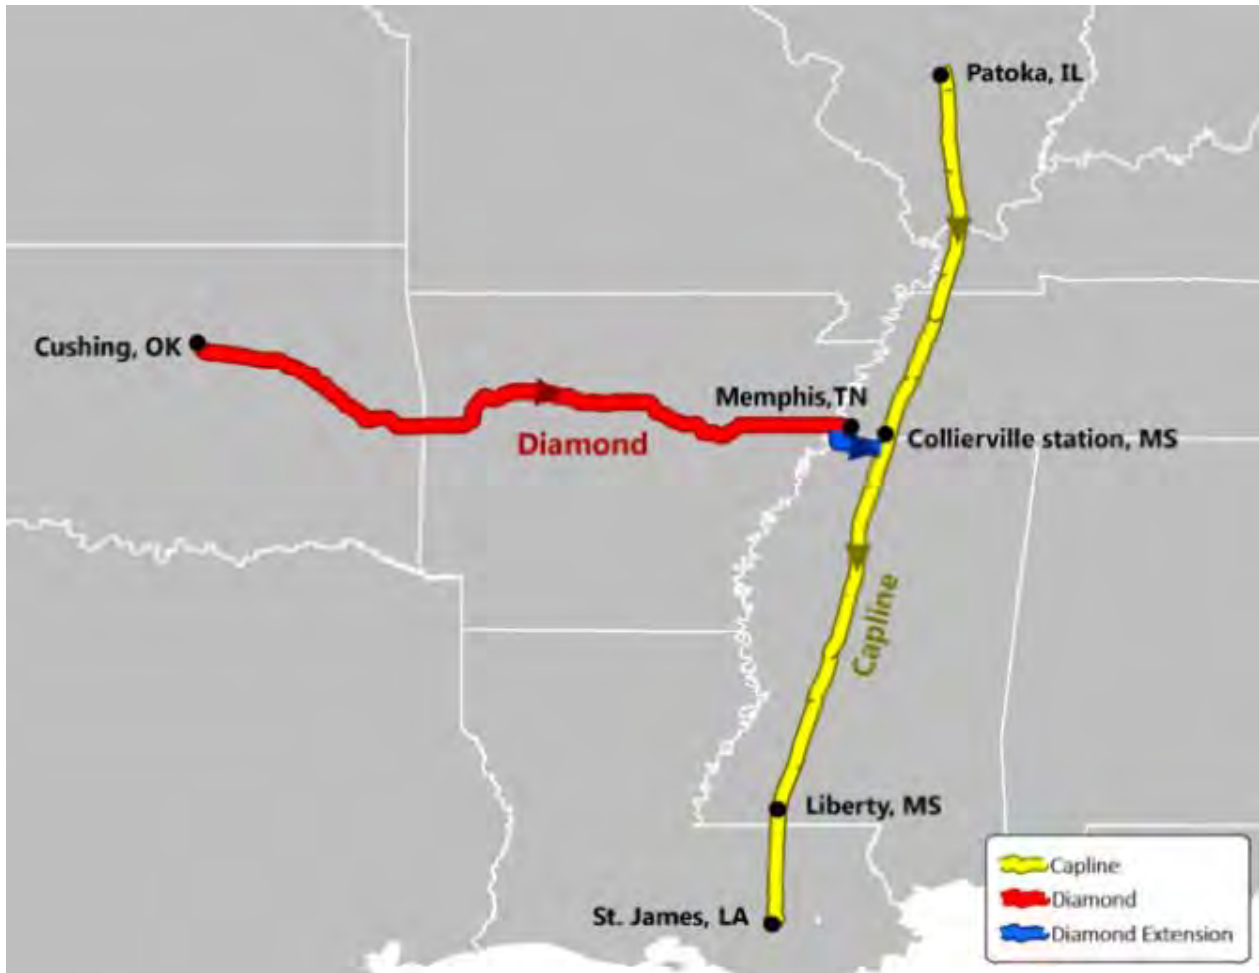 Patoka, IL
Cushing, OK
Memphis,TN
Diamond
Collierville station, MS
Capline
Liberty, MS
St. James, LA
Capline
Diamond
Diamond Extension